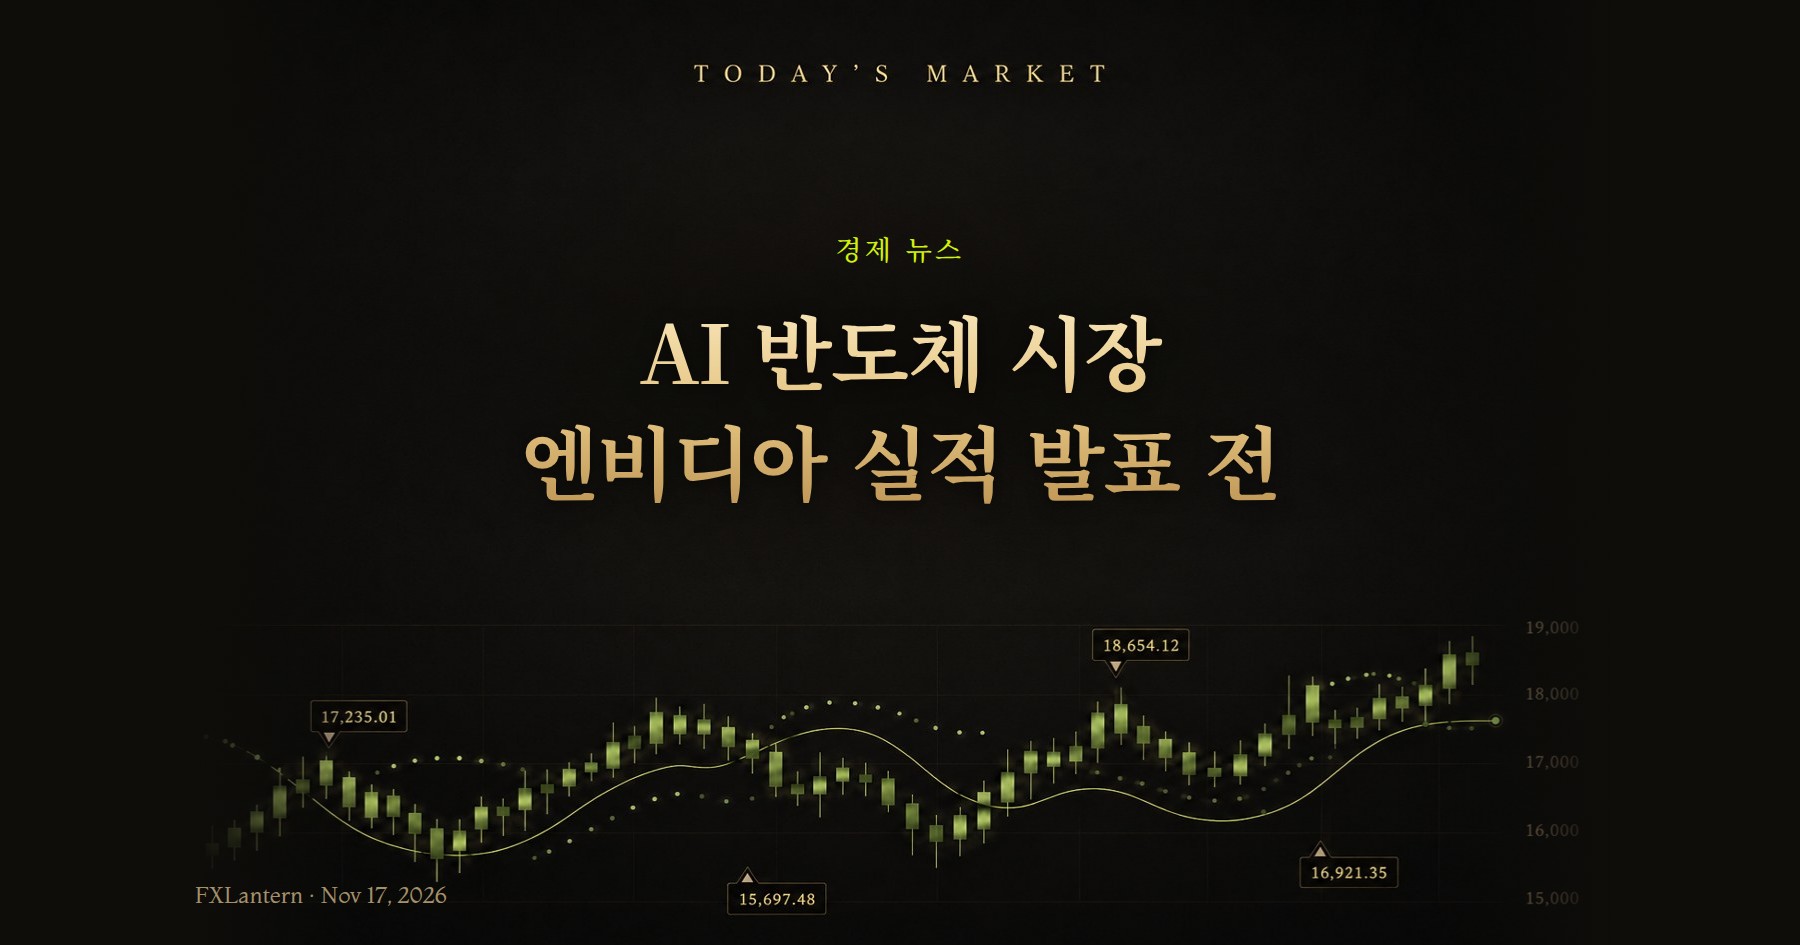 TODAY’S MARKET
경제 뉴스
AI 반도체 시장
엔비디아 실적 발표 전
19,000
18,654.12
18,000
17,235.01
17,000
16,000
16,921.35
15,697.48
15,000
FXLantern · Nov 17, 2026